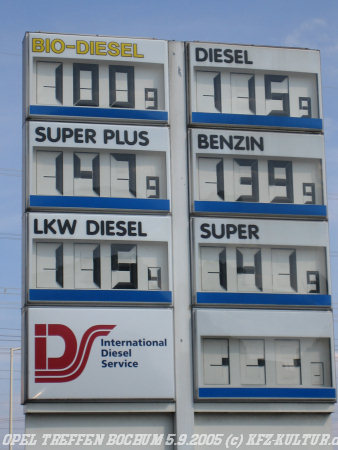 BIO-DIESEL
1009
SUPER PLUS
1479
LKW DIESEL
DS International
Diesel
Service
DIESEL
1159
BENZIN
1399
SUPER
1419
OPEL TREFFEN BOCHUM 5.9.2005 (c) KFZ-KULTUR.